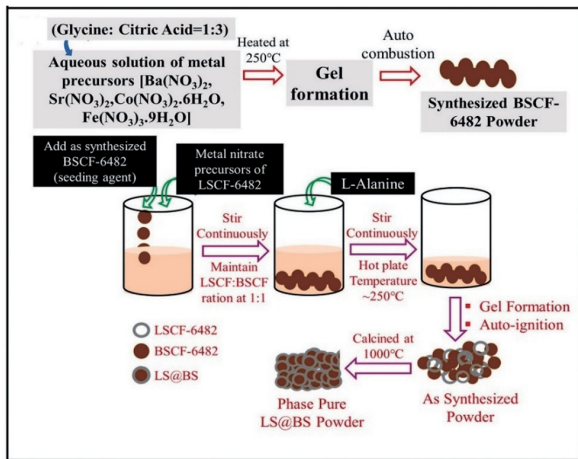 (Glycine: Citric Acid=1:3)
Aqueous solution of metal
precursors [Ba(NO₃)₂,
Sr(NO₃)₂,Co(NO₃)₂.6H₂O,
Fe(NO₃)₃.9H₂O]
Heated at
250℃
Gel
formation
Auto
combustion
Synthesized BSCF-
6482 Powder
Add as synthesized
BSCF-6482
(seeding agent)
Metal nitrate
precursors of
LSCF-6482
L-Alanine
Stir
Continuously
Maintain
LSCF:BSCF
ration at 1:1
Stir
Continuously
Hot plate
Temperature
~250℃
LSCF-6482
BSCF-6482
LS@BS
▪ Gel Formation
▪ Auto-ignition
Calcined at
1000℃
Phase Pure
LS@BS Powder
As Synthesized
Powder